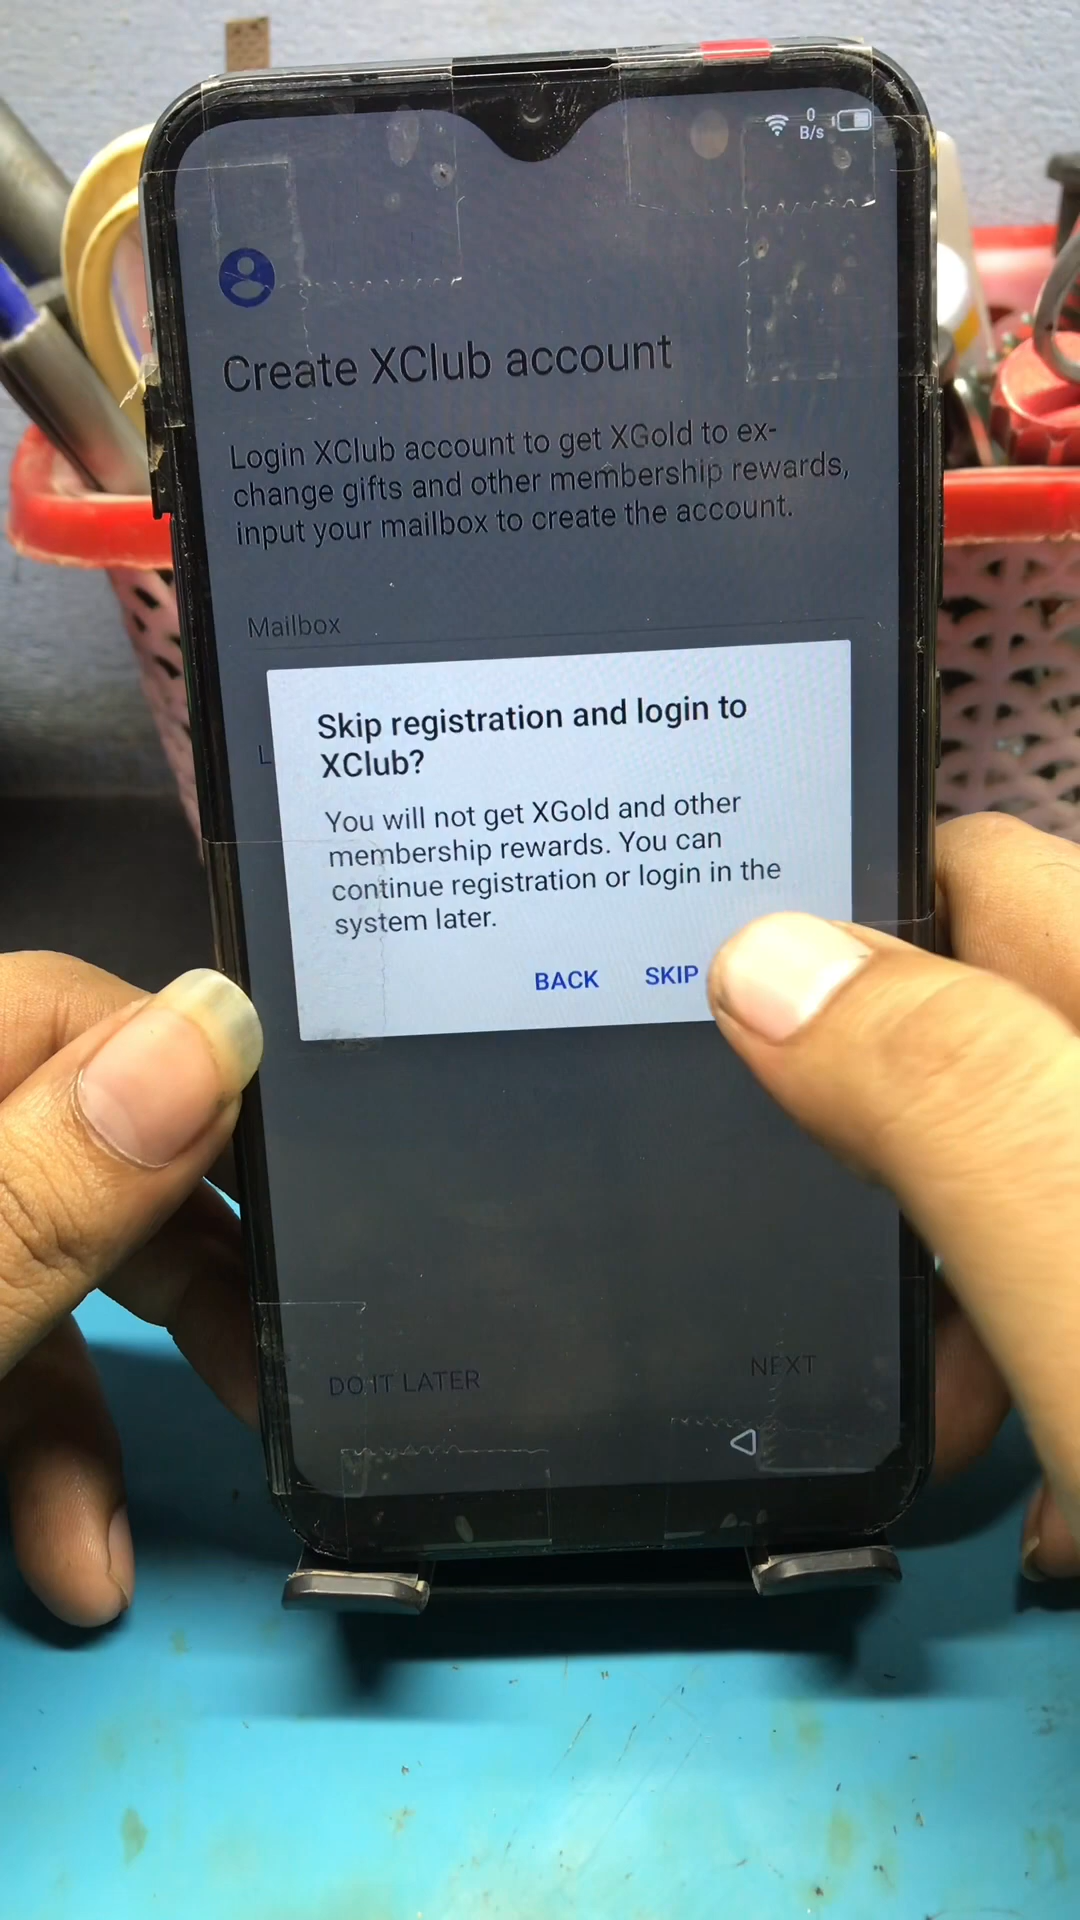 0
B/s
Create XClub account
Login XClub account to get XGold to ex-
change gifts and other membership rewards,
input your mailbox to create the account.
Mailbox
L
Skip registration and login to
XClub?
You will not get XGold and other
membership rewards. You can
continue registration or login in the
system later.
BACK SKIP
DO IT LATER NEXT